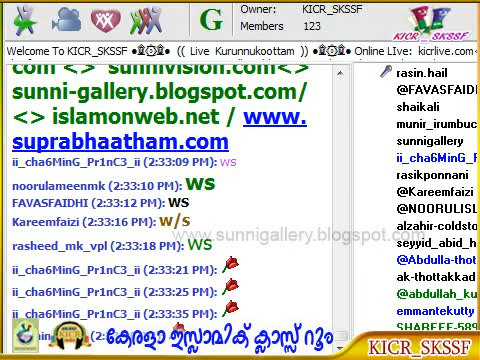 Owner: KICR_SKSSF
Members 123
G
KICR_SKSSF
Welcome To KICR_SKSSF (( Live Kurunnukoottam )) Online Live: kicrlive.com
com <> sunnivision.com<>
sunni-gallery.blogspot.com/
<> islamonweb.net / www.
suprabhaatham.com
ii_cha6MinG_Pr1nC3_ii (2:33:09 PM): ws
noorulameenmk (2:33:10 PM): ws
FAVASFAIDHI (2:33:12 PM): ws
Kareemfaizi (2:33:16 PM): w/s
www.sunnigallery.blogspot.com
rasheed_mk_vpl (2:33:18 PM): ws
ii_cha6MinG_Pr1nC3_ii (2:33:21 PM):
ii_cha6MinG_Pr1nC3_ii (2:33:25 PM):
ii_cha6MinG_Pr1nC3_ii (2:33:35 PM):
rasin.hail
@FAVASFAIDH
shaikali
munir_irumbuc
sunnigallery
ii_cha6MinG_P
rasikponnani
@Kareemfaizi
@NOORULISL
alzahir-coldsto
seyyid_abid_h
@Abdulla-thot
ak-thottakkad
@abdullah_ku
emmantekutty
SHAREEF-589
KICR
കേരളാ ഇസ്ലാമിക് ക്ലാസ്സ് റൂം
KICR_SKSSF